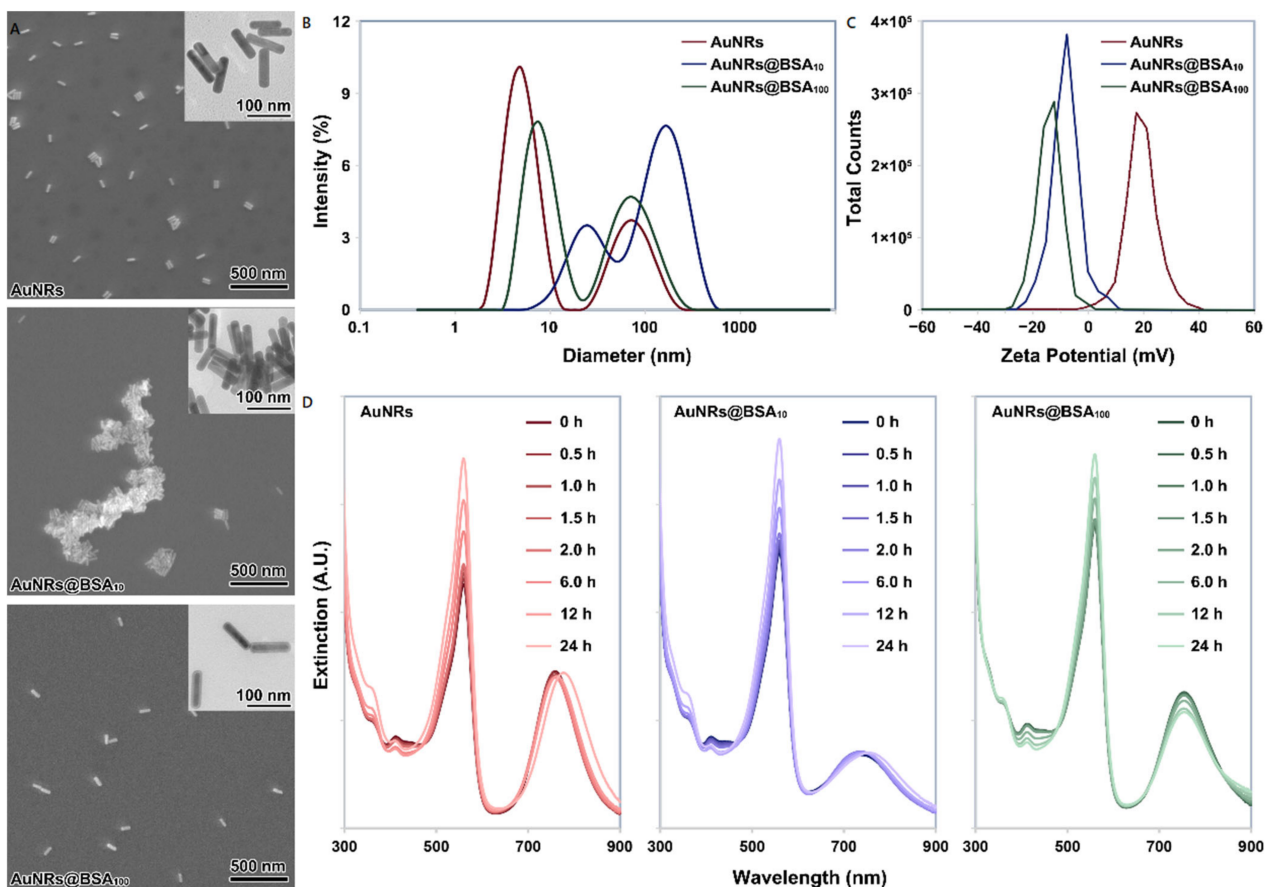 A
100 nm
500 nm
AuNRs
100 nm
500 nm
AuNRs@BSA₁₀
100 nm
500 nm
AuNRs@BSA₁₀₀
B
12
9
6
3
0
Intensity (%)
AuNRs
AuNRs@BSA₁₀
AuNRs@BSA₁₀₀
0.1 1 10 100 1000
Diameter (nm)
C
4×10⁵
3×10⁵
2×10⁵
1×10⁵
0
Total Counts
AuNRs
AuNRs@BSA₁₀
AuNRs@BSA₁₀₀
−60 −40 −20 0 20 40 60
Zeta Potential (mV)
D
Extinction (A.U.)
AuNRs
0 h
0.5 h
1.0 h
1.5 h
2.0 h
6.0 h
12 h
24 h
300 500 700 900
AuNRs@BSA₁₀
0 h
0.5 h
1.0 h
1.5 h
2.0 h
6.0 h
12 h
24 h
300 500 700 900
AuNRs@BSA₁₀₀
0 h
0.5 h
1.0 h
1.5 h
2.0 h
6.0 h
12 h
24 h
300 500 700 900
Wavelength (nm)